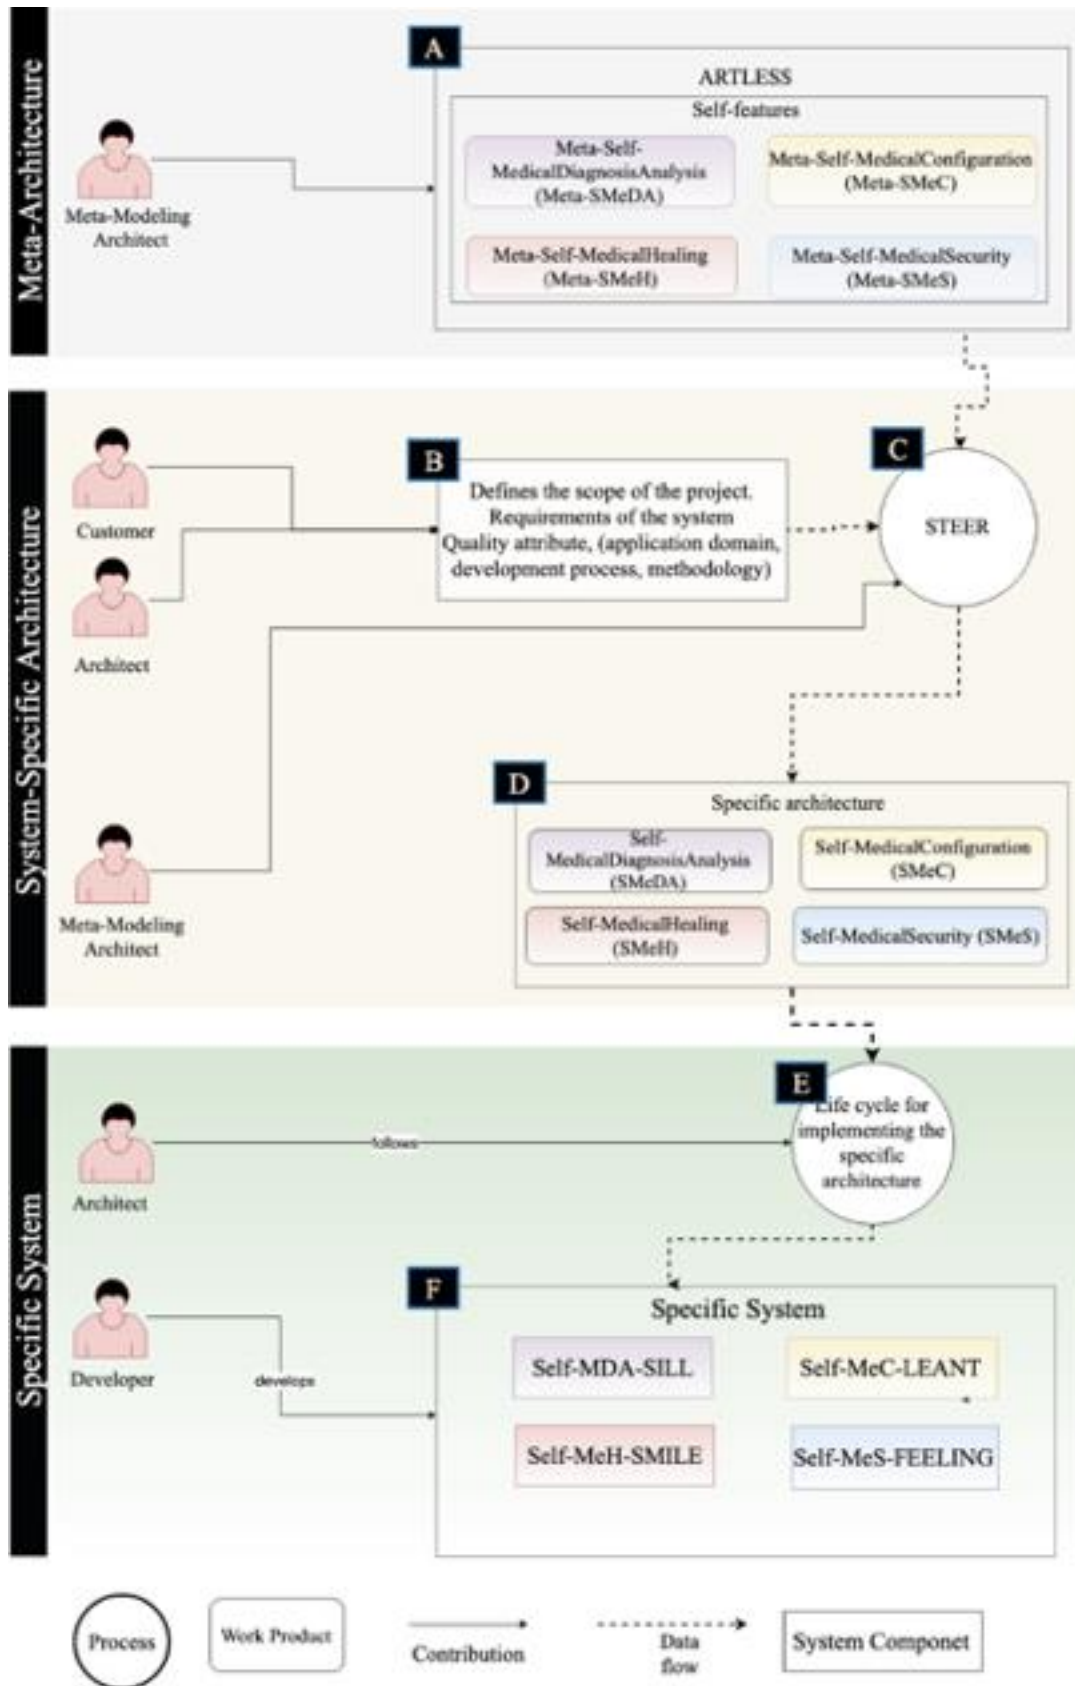 Meta-Architecture
A
ARTLESS
Self-features
Meta-Self-
MedicalDiagnosisAnalysis
(Meta-SMeDA)
Meta-Self-MedicalConfiguration
(Meta-SMeC)
Meta-Self-MedicalHealing
(Meta-SMeH)
Meta-Self-MedicalSecurity
(Meta-SMeS)
Meta-Modeling
Architect
System-Specific Architecture
Customer
Architect
Meta-Modeling
Architect
B
Defines the scope of the project.
Requirements of the system
Quality attribute, (application domain,
development process, methodology)
C
STEER
D
Specific architecture
Self-
MedicalDiagnosisAnalysis
(SMeDA)
Self-MedicalConfiguration
(SMeC)
Self-MedicalHealing
(SMeH)
Self-MedicalSecurity (SMeS)
Specific System
Architect
follows
E
Life cycle for
implementing the
specific
architecture
Developer
develops
F
Specific System
Self-MDA-SILL
Self-MeC-LEANT
Self-MeH-SMILE
Self-MeS-FEELING
Process
Work Product
Contribution
Data
flow
System Componet